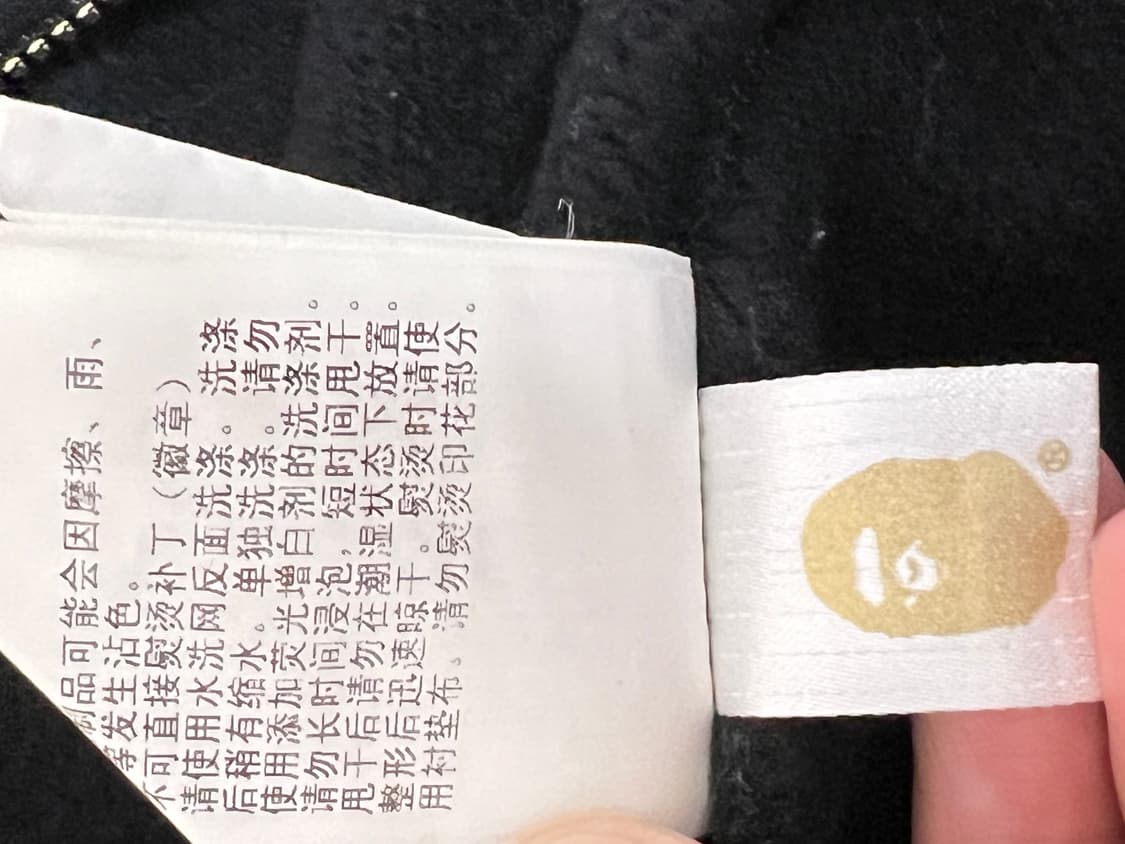 制品可能会因摩擦、雨、
等发生沾色。
不可直接熨烫补丁（徽章）
请使用水洗网反面洗涤。洗涤
后稍有缩水。单独洗涤。请勿
使用添加荧光增白剂的洗涤剂。
请勿长时间浸泡，短时间甩干。
甩干后请勿在潮湿状态下放置。
整形后迅速晾干。熨烫时请使
用衬垫布。请勿熨烫印花部分。
®